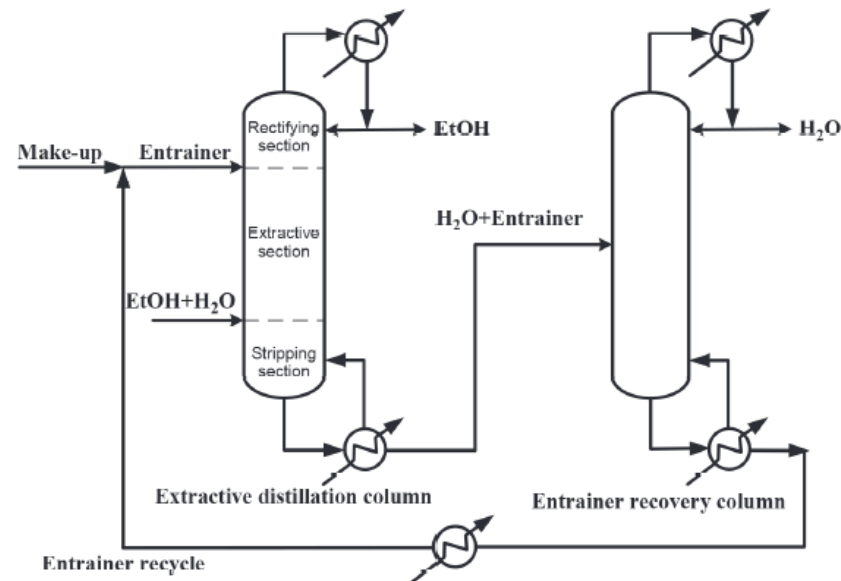 Rectifying
section
EtOH
H₂O
Make-up
Entrainer
Extractive
section
H₂O+Entrainer
EtOH+H₂O
Stripping
section
Extractive distillation column
Entrainer recovery column
Entrainer recycle